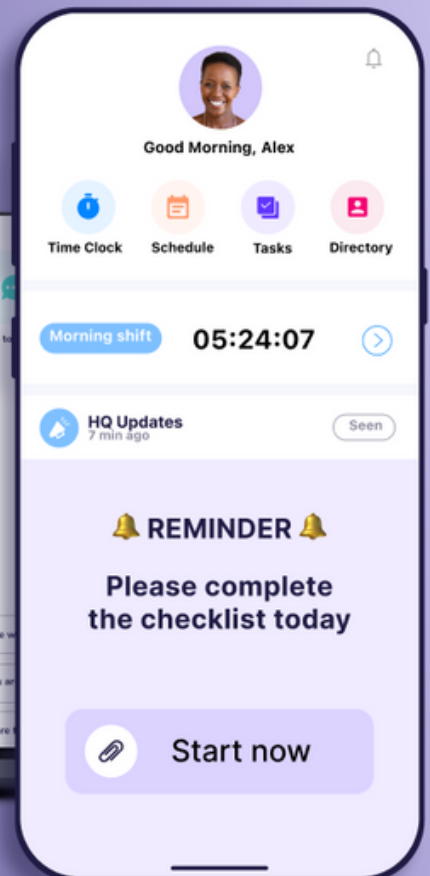 Good Morning, Alex
Time Clock Schedule Tasks Directory
Morning shift 05:24:07
HQ Updates
7 min ago
Seen
🔔 REMINDER 🔔
Please complete
the checklist today
Start now